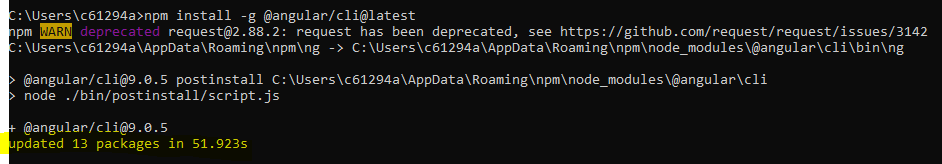 C:\Users\c61294a>npm install -g @angular/cli@latest
npm WARN deprecated request@2.88.2: request has been deprecated, see https://github.com/request/request/issues/3142
C:\Users\c61294a\AppData\Roaming\npm\ng -> C:\Users\c61294a\AppData\Roaming\npm\node_modules\@angular\cli\bin\ng
> @angular/cli@9.0.5 postinstall C:\Users\c61294a\AppData\Roaming\npm\node_modules\@angular\cli
> node ./bin/postinstall/script.js
+ @angular/cli@9.0.5
updated 13 packages in 51.923s